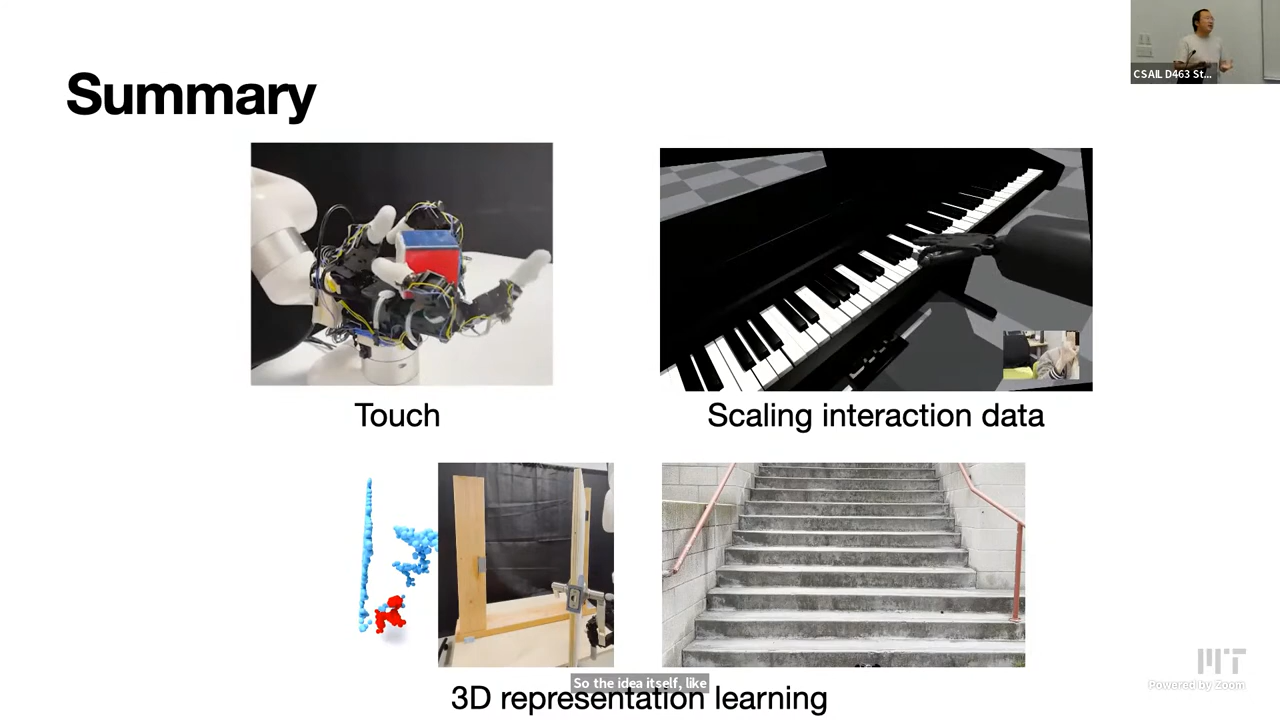 CSAIL D463 St...
Summary
Touch
Scaling interaction data
So the idea itself, like
3D representation learning
MIT
Powered by Zoom